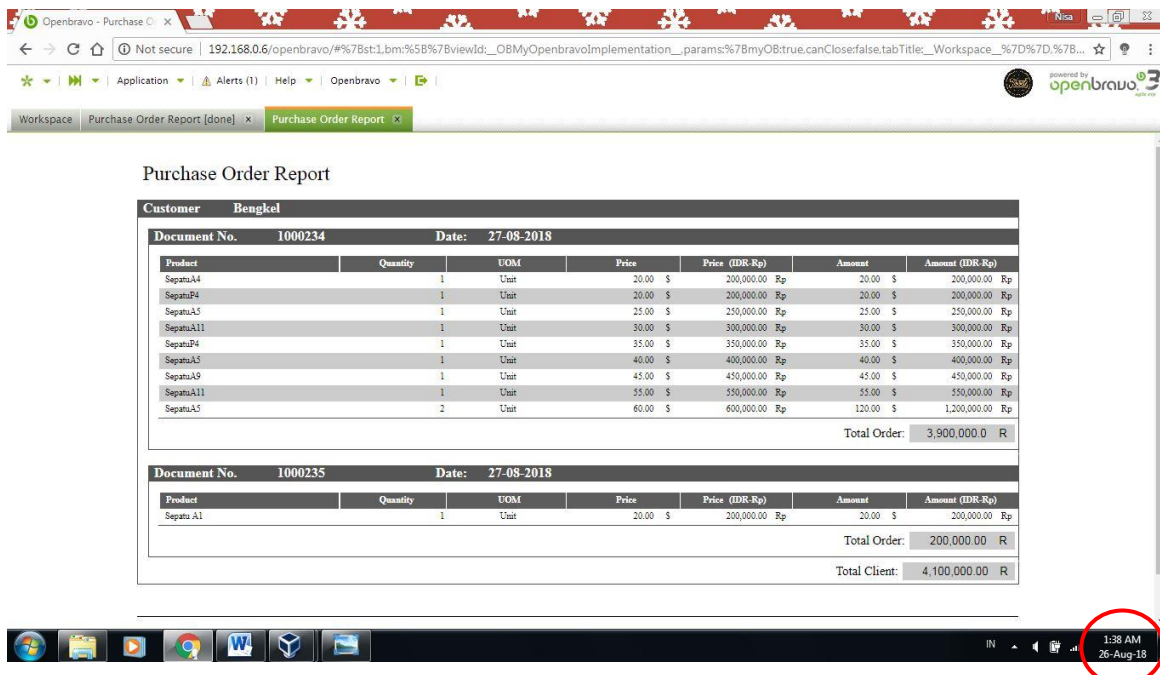 Openbravo - Purchase O
Nisa
Not secure | 192.168.0.6/openbravo/#%7Bst:1,bm:%5B%7BviewId:__OBMyOpenbravoImplementation__,params:%7BmyOB:true,canClose:false,tabTitle:__Workspace__%7D%7D,%7B...
Application Alerts (1) Help Openbravo
powered by openbravo 3
Workspace Purchase Order Report [done] Purchase Order Report
Purchase Order Report
Customer Bengkel
Document No. 1000234 Date: 27-08-2018
Product Quantity UOM Price Price (IDR-Rp) Amount Amount (IDR-Rp)
SepatuA4 1 Unit 20.00 $ 200,000.00 Rp 20.00 $ 200,000.00 Rp
SepatuP4 1 Unit 20.00 $ 200,000.00 Rp 20.00 $ 200,000.00 Rp
SepatuA5 1 Unit 25.00 $ 250,000.00 Rp 25.00 $ 250,000.00 Rp
SepatuA11 1 Unit 30.00 $ 300,000.00 Rp 30.00 $ 300,000.00 Rp
SepatuP4 1 Unit 35.00 $ 350,000.00 Rp 35.00 $ 350,000.00 Rp
SepatuA5 1 Unit 40.00 $ 400,000.00 Rp 40.00 $ 400,000.00 Rp
SepatuA9 1 Unit 45.00 $ 450,000.00 Rp 45.00 $ 450,000.00 Rp
SepatuA11 1 Unit 55.00 $ 550,000.00 Rp 55.00 $ 550,000.00 Rp
SepatuA5 2 Unit 60.00 $ 600,000.00 Rp 120.00 $ 1,200,000.00 Rp
Total Order: 3,900,000.0 R
Document No. 1000235 Date: 27-08-2018
Product Quantity UOM Price Price (IDR-Rp) Amount Amount (IDR-Rp)
Sepatu A1 1 Unit 20.00 $ 200,000.00 Rp 20.00 $ 200,000.00 Rp
Total Order: 200,000.00 R
Total Client: 4,100,000.00 R
IN
1:38 AM
26-Aug-18